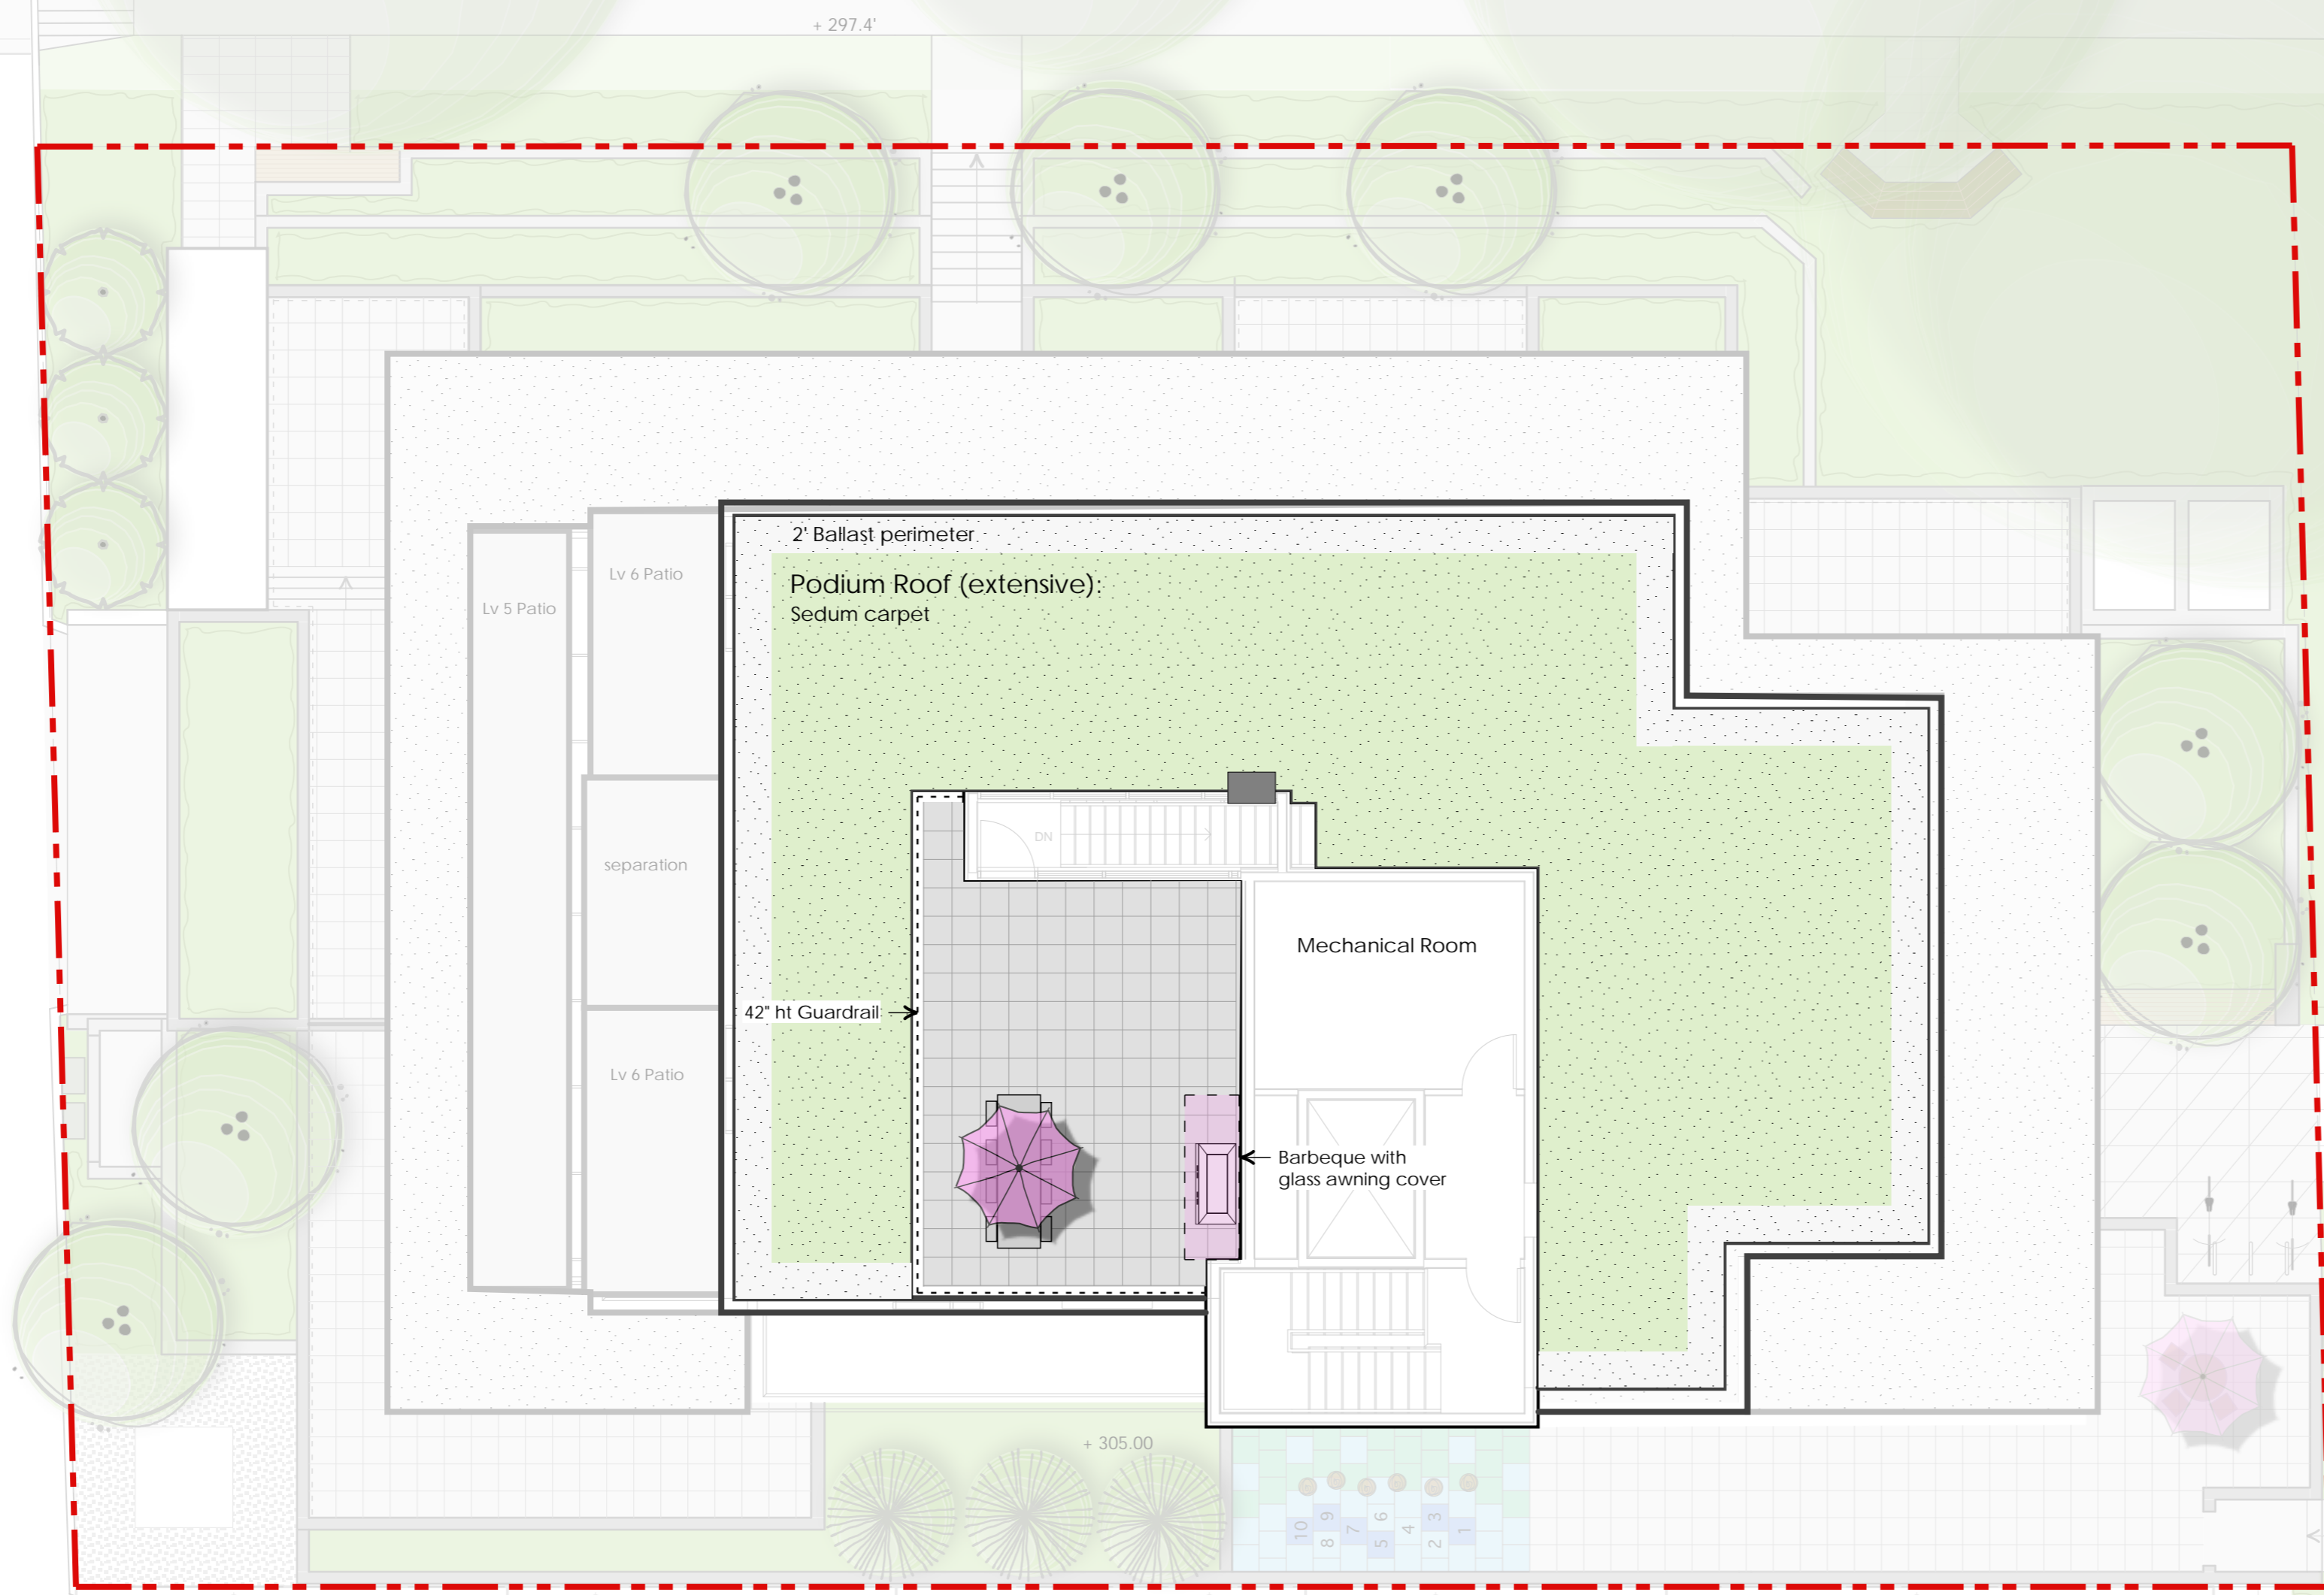 + 297.4'
2' Ballast perimeter
Podium Roof (extensive):
Sedum carpet
Lv 6 Patio
Lv 5 Patio
DN
separation
Mechanical Room
42" ht Guardrail
Lv 6 Patio
Barbeque with
glass awning cover
+ 305.00
10
9
8
7
6
5
4
3
2
1